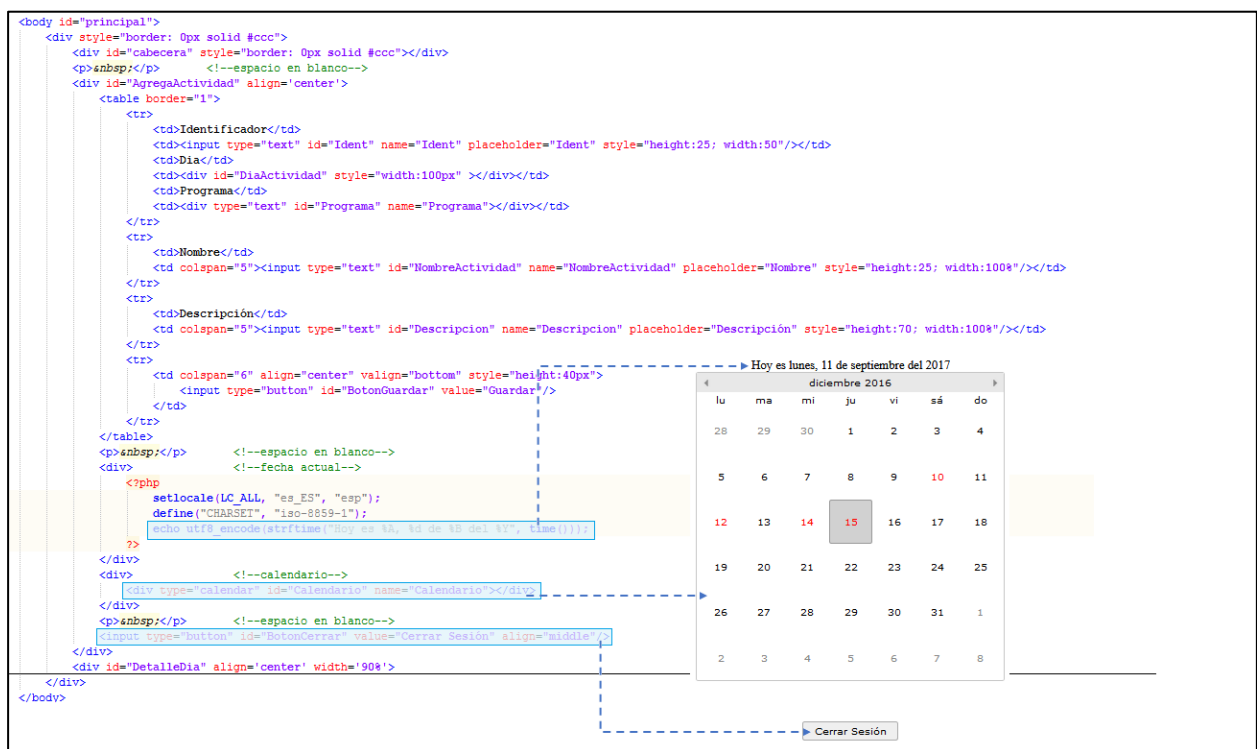 <body id="principal">
<div style="border: 0px solid #ccc">
<div id="cabecera" style="border: 0px solid #ccc"></div>
<p>&nbsp;</p> <!--espacio en blanco-->
<div id="AgregaActividad" align='center'>
<table border="1">
<tr>
<td>Identificador</td>
<td><input type="text" id="Ident" name="Ident" placeholder="Ident" style="height:25; width:50"/></td>
<td>Dia</td>
<td><div id="DiaActividad" style="width:100px" ></div></td>
<td>Programa</td>
<td><div type="text" id="Programa" name="Programa"></div></td>
</tr>
<tr>
<td>Nombre</td>
<td colspan="5"><input type="text" id="NombreActividad" name="NombreActividad" placeholder="Nombre" style="height:25; width:100%"/></td>
</tr>
<tr>
<td>Descripción</td>
<td colspan="5"><input type="text" id="Descripcion" name="Descripcion" placeholder="Descripción" style="height:70; width:100%"/></td>
</tr>
<tr>
<td colspan="6" align="center" valign="bottom" style="height:40px">
<input type="button" id="BotonGuardar" value="Guardar"/>
</td>
</tr>
</table>
<p>&nbsp;</p> <!--espacio en blanco-->
<div> <!--fecha actual-->
<?php
setlocale(LC_ALL, "es_ES", "esp");
define("CHARSET", "iso-8859-1");
echo utf8_encode(strftime("Hoy es %A, %d de %B del %Y", time()));
?>
</div>
<div> <!--calendario-->
<div type="calendar" id="Calendario" name="Calendario"></div>
</div>
<p>&nbsp;</p> <!--espacio en blanco-->
<input type="button" id="BotonCerrar" value="Cerrar Sesión" align="middle"/>
</div>
<div id="DetalleDia" align='center' width='90%'>
</div>
</body>
Hoy es lunes, 11 de septiembre del 2017
diciembre 2016
lu ma mi ju vi sá do
28 29 30 1 2 3 4
5 6 7 8 9 10 11
12 13 14 15 16 17 18
19 20 21 22 23 24 25
26 27 28 29 30 31 1
2 3 4 5 6 7 8
Cerrar Sesión